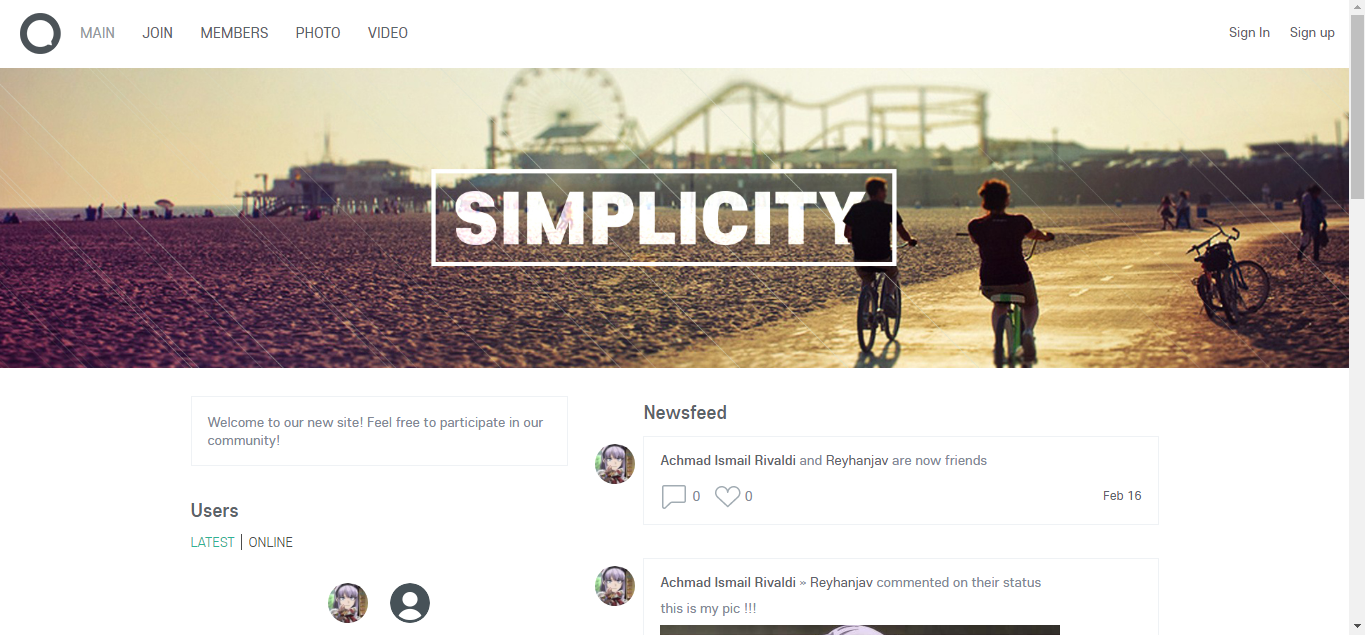 MAIN JOIN MEMBERS PHOTO VIDEO Sign In Sign up
SIMPLICITY
Welcome to our new site! Feel free to participate in our
community!
Users
LATEST | ONLINE
Newsfeed
Achmad Ismail Rivaldi and Reyhanjav are now friends
0 0 Feb 16
Achmad Ismail Rivaldi » Reyhanjav commented on their status
this is my pic !!!